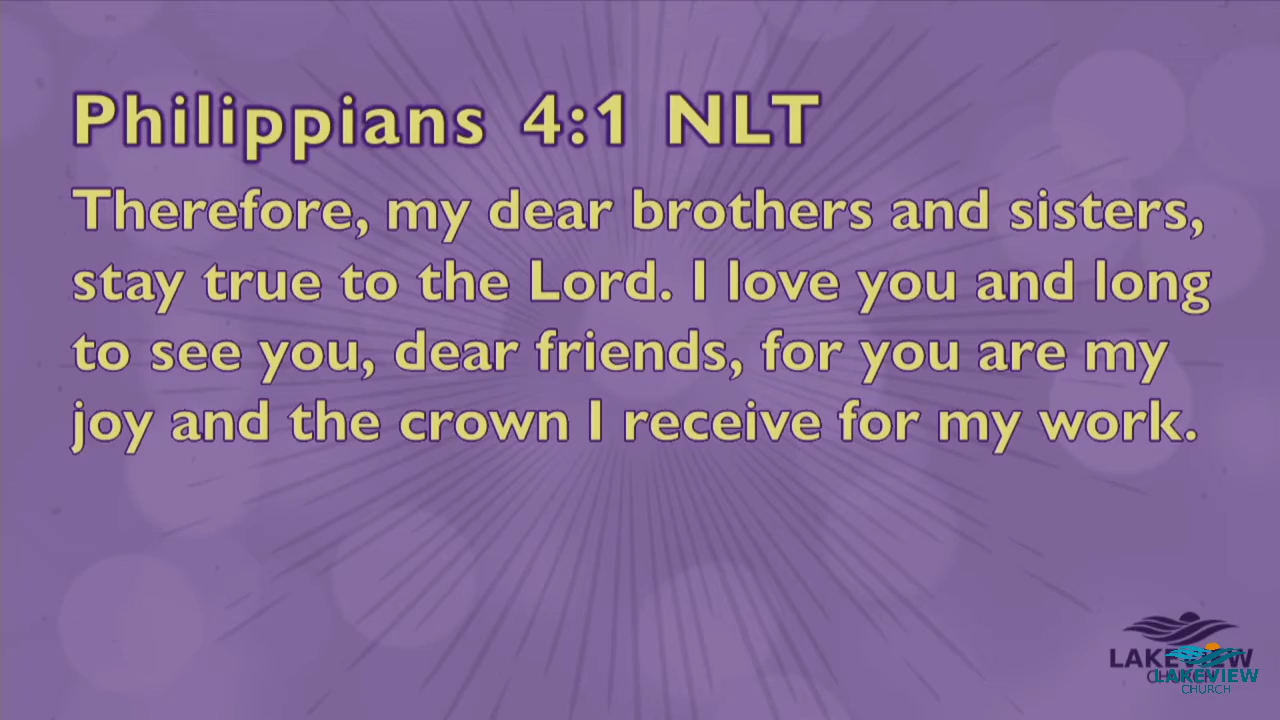 Philippians 4:1 NLT
Therefore, my dear brothers and sisters,
stay true to the Lord. I love you and long
to see you, dear friends, for you are my
joy and the crown I receive for my work.
LAKEVIEW
CHURCH
LAKEVIEW
CHURCH